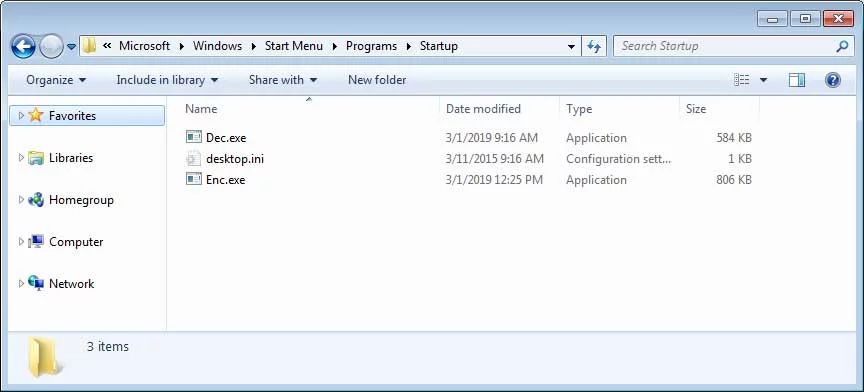 « Microsoft Windows Start Menu Programs Startup Search Startup
Organize Include in library Share with New folder
Name Date modified Type Size
Favorites
Dec.exe 3/1/2019 9:16 AM Application 584 KB
Libraries desktop.ini 3/11/2015 9:16 AM Configuration sett... 1 KB
Enc.exe 3/1/2019 12:25 PM Application 806 KB
Homegroup
Computer
Network
3 items